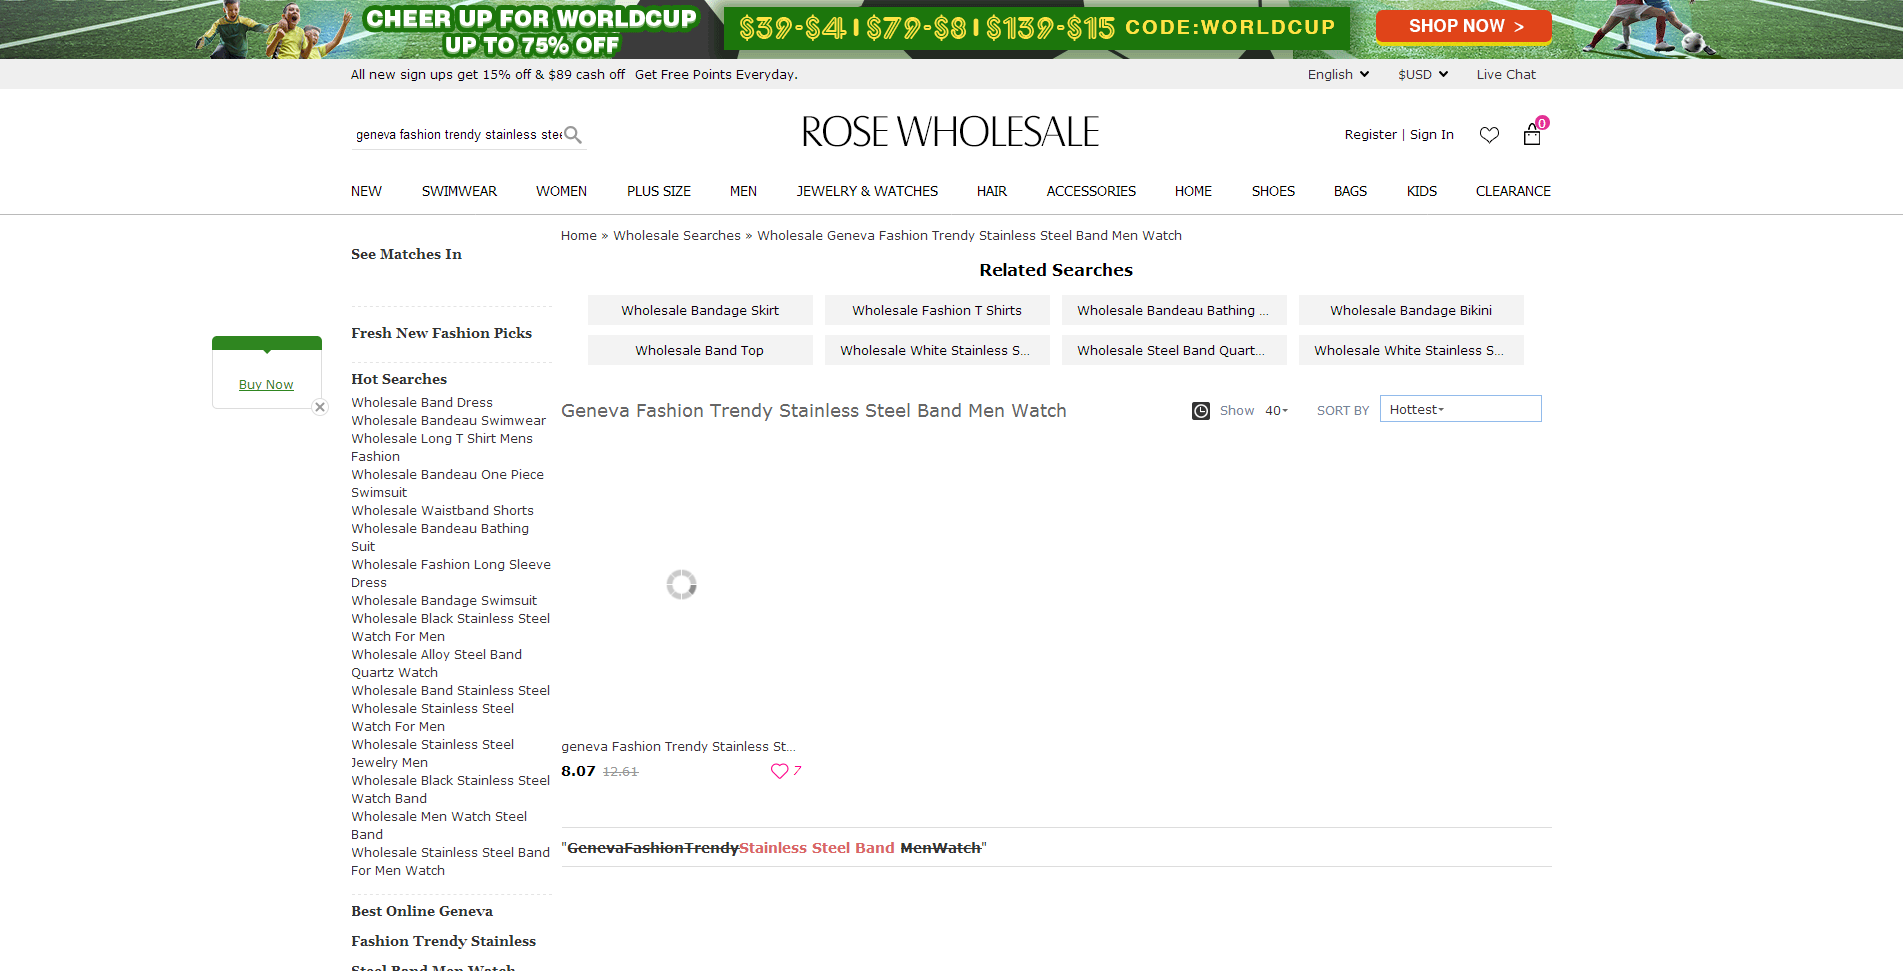 CHEER UP FOR WORLDCUP
UP TO 75% OFF
$39-$4 | $79-$8 | $139-$15 CODE:WORLDCUP
SHOP NOW >
All new sign ups get 15% off & $89 cash off Get Free Points Everyday.
English
$USD
Live Chat
geneva fashion trendy stainless stee
ROSE WHOLESALE
Register | Sign In
0
NEW
SWIMWEAR
WOMEN
PLUS SIZE
MEN
JEWELRY & WATCHES
HAIR
ACCESSORIES
HOME
SHOES
BAGS
KIDS
CLEARANCE
See Matches In
Fresh New Fashion Picks
Buy Now
Hot Searches
Wholesale Band Dress
Wholesale Bandeau Swimwear
Wholesale Long T Shirt Mens
Fashion
Wholesale Bandeau One Piece
Swimsuit
Wholesale Waistband Shorts
Wholesale Bandeau Bathing
Suit
Wholesale Fashion Long Sleeve
Dress
Wholesale Bandage Swimsuit
Wholesale Black Stainless Steel
Watch For Men
Wholesale Alloy Steel Band
Quartz Watch
Wholesale Band Stainless Steel
Wholesale Stainless Steel
Watch For Men
Wholesale Stainless Steel
Jewelry Men
Wholesale Black Stainless Steel
Watch Band
Wholesale Men Watch Steel
Band
Wholesale Stainless Steel Band
For Men Watch
Best Online Geneva
Fashion Trendy Stainless
Steel Band Men Watch
Home » Wholesale Searches » Wholesale Geneva Fashion Trendy Stainless Steel Band Men Watch
Related Searches
Wholesale Bandage Skirt
Wholesale Fashion T Shirts
Wholesale Bandeau Bathing ...
Wholesale Bandage Bikini
Wholesale Band Top
Wholesale White Stainless S...
Wholesale Steel Band Quart...
Wholesale White Stainless S...
Geneva Fashion Trendy Stainless Steel Band Men Watch
Show 40
SORT BY Hottest
geneva Fashion Trendy Stainless St...
8.07 12.61
7
"GenevaFashionTrendyStainless Steel Band MenWatch"